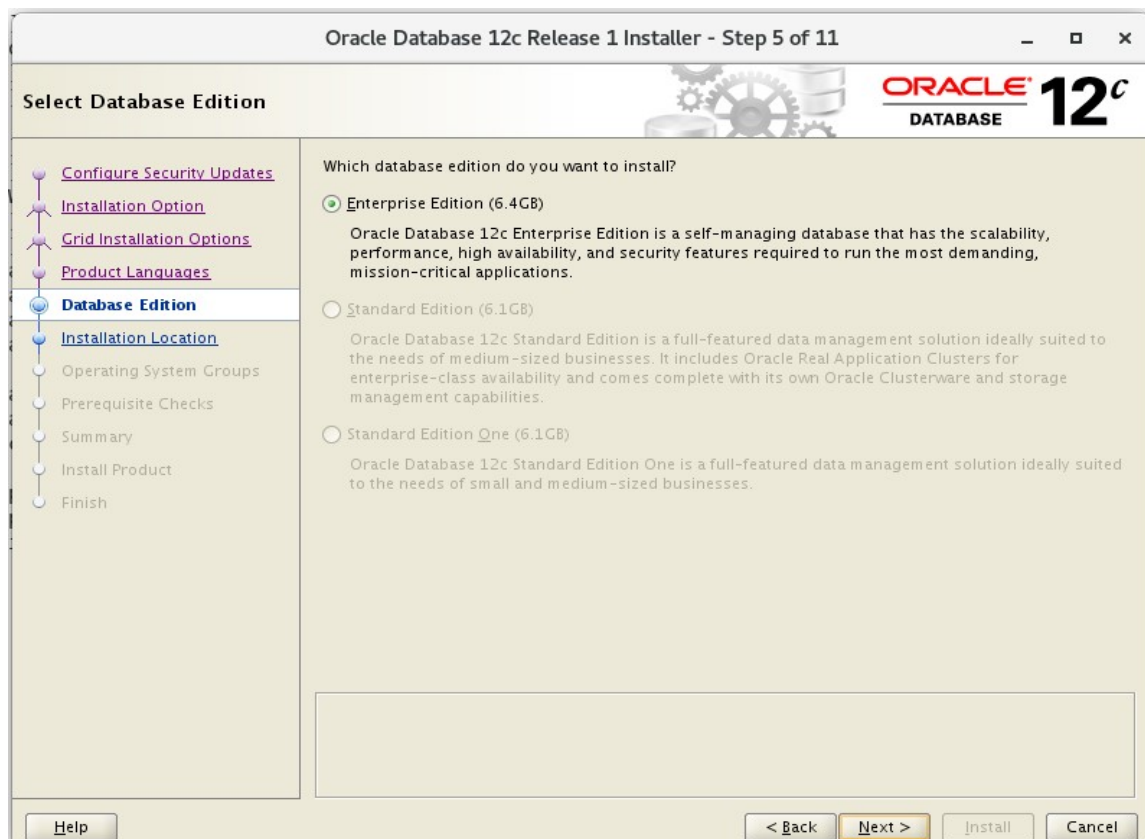 Oracle Database 12c Release 1 Installer - Step 5 of 11
Select Database Edition
ORACLE
DATABASE
12c
Configure Security Updates
Installation Option
Grid Installation Options
Product Languages
Database Edition
Installation Location
Operating System Groups
Prerequisite Checks
Summary
Install Product
Finish
Which database edition do you want to install?
Enterprise Edition (6.4GB)
Oracle Database 12c Enterprise Edition is a self-managing database that has the scalability,
performance, high availability, and security features required to run the most demanding,
mission-critical applications.
Standard Edition (6.1GB)
Oracle Database 12c Standard Edition is a full-featured data management solution ideally suited to
the needs of medium-sized businesses. It includes Oracle Real Application Clusters for
enterprise-class availability and comes complete with its own Oracle Clusterware and storage
management capabilities.
Standard Edition One (6.1GB)
Oracle Database 12c Standard Edition One is a full-featured data management solution ideally suited
to the needs of small and medium-sized businesses.
Help
< Back
Next >
Install
Cancel